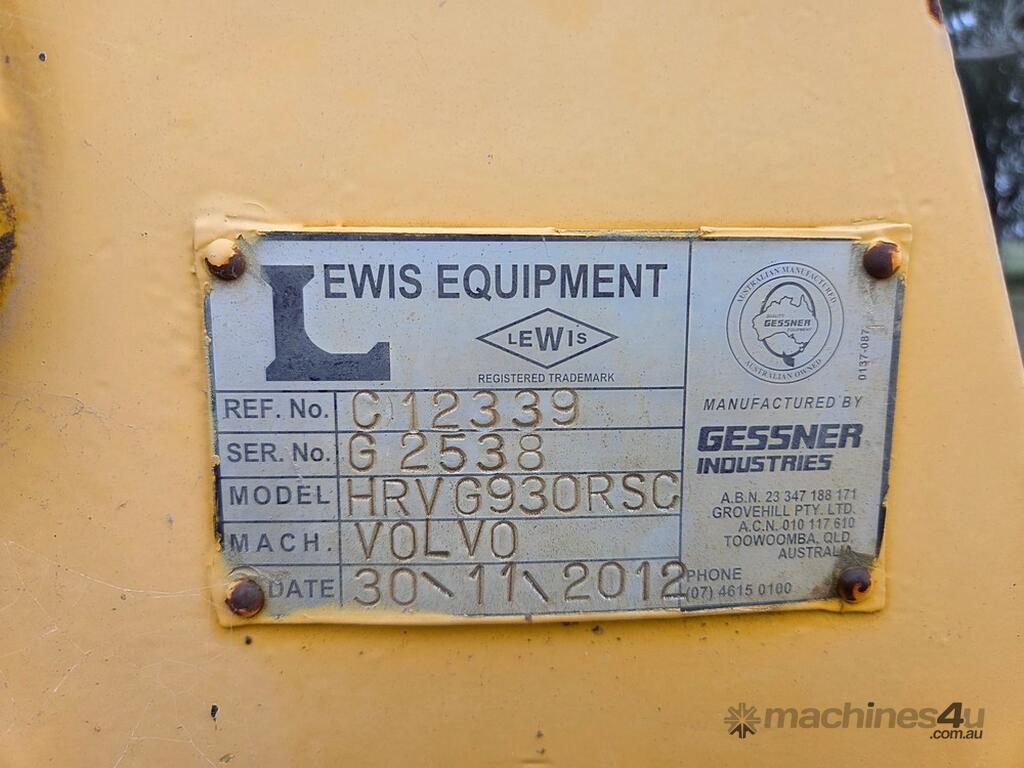 LEWIS EQUIPMENT
LEWIS
REGISTERED TRADEMARK
REF. No. C 12339
SER. No. G 2538
MODEL HRVG930RSC
MACH. VOLVO
DATE 30\11\2012
AUSTRALIAN MANUFACTURED
QUALITY
GESSNER
EQUIPMENT
AUSTRALIAN OWNED
0137-087
MANUFACTURED BY
GESSNER
INDUSTRIES
A.B.N. 23 347 188 171
GROVEHILL PTY. LTD.
A.C.N. 010 117 610
TOOWOOMBA, QLD.
AUSTRALIA
PHONE
(07) 4615 0100
machines4u
.com.au